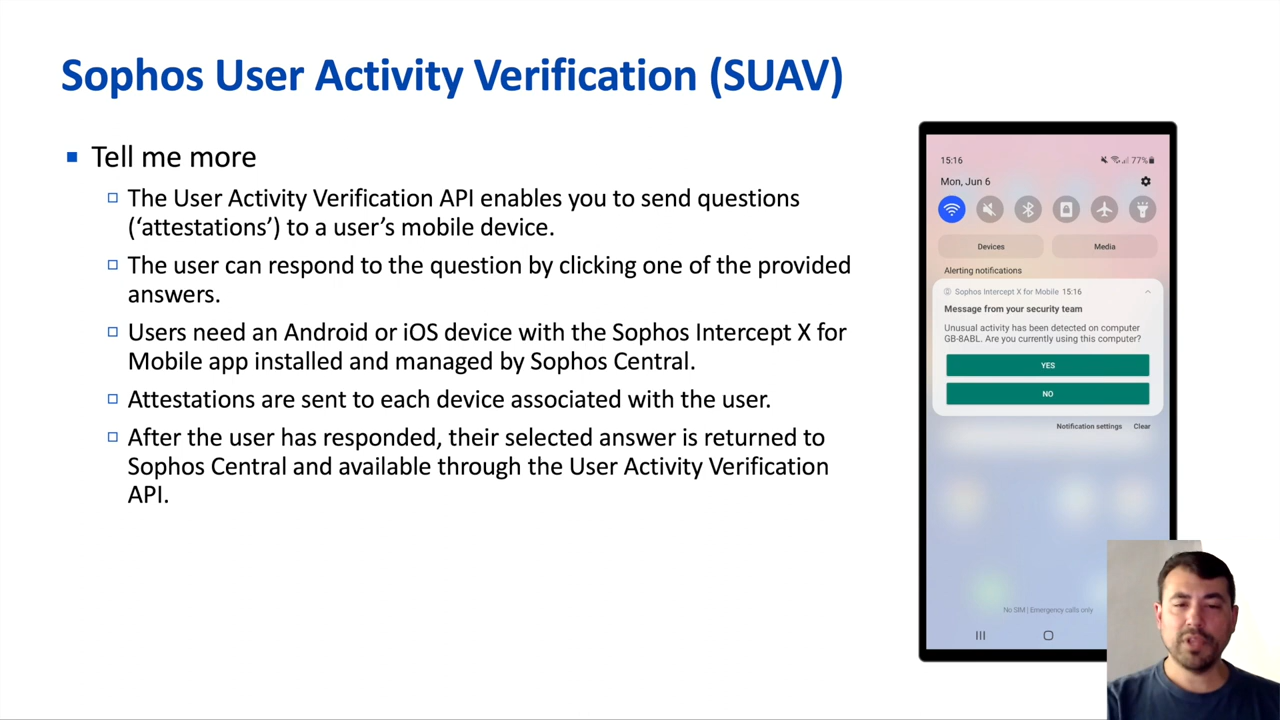 Sophos User Activity Verification (SUAV)
Tell me more
The User Activity Verification API enables you to send questions
(‘attestations’) to a user’s mobile device.
The user can respond to the question by clicking one of the provided
answers.
Users need an Android or iOS device with the Sophos Intercept X for
Mobile app installed and managed by Sophos Central.
Attestations are sent to each device associated with the user.
After the user has responded, their selected answer is returned to
Sophos Central and available through the User Activity Verification
API.
15:16
77%
Mon, Jun 6
Devices
Media
Alerting notifications
Sophos Intercept X for Mobile 15:16
Message from your security team
Unusual activity has been detected on computer
GB-8ABL. Are you currently using this computer?
YES
NO
Notification settings Clear
No SIM | Emergency calls only